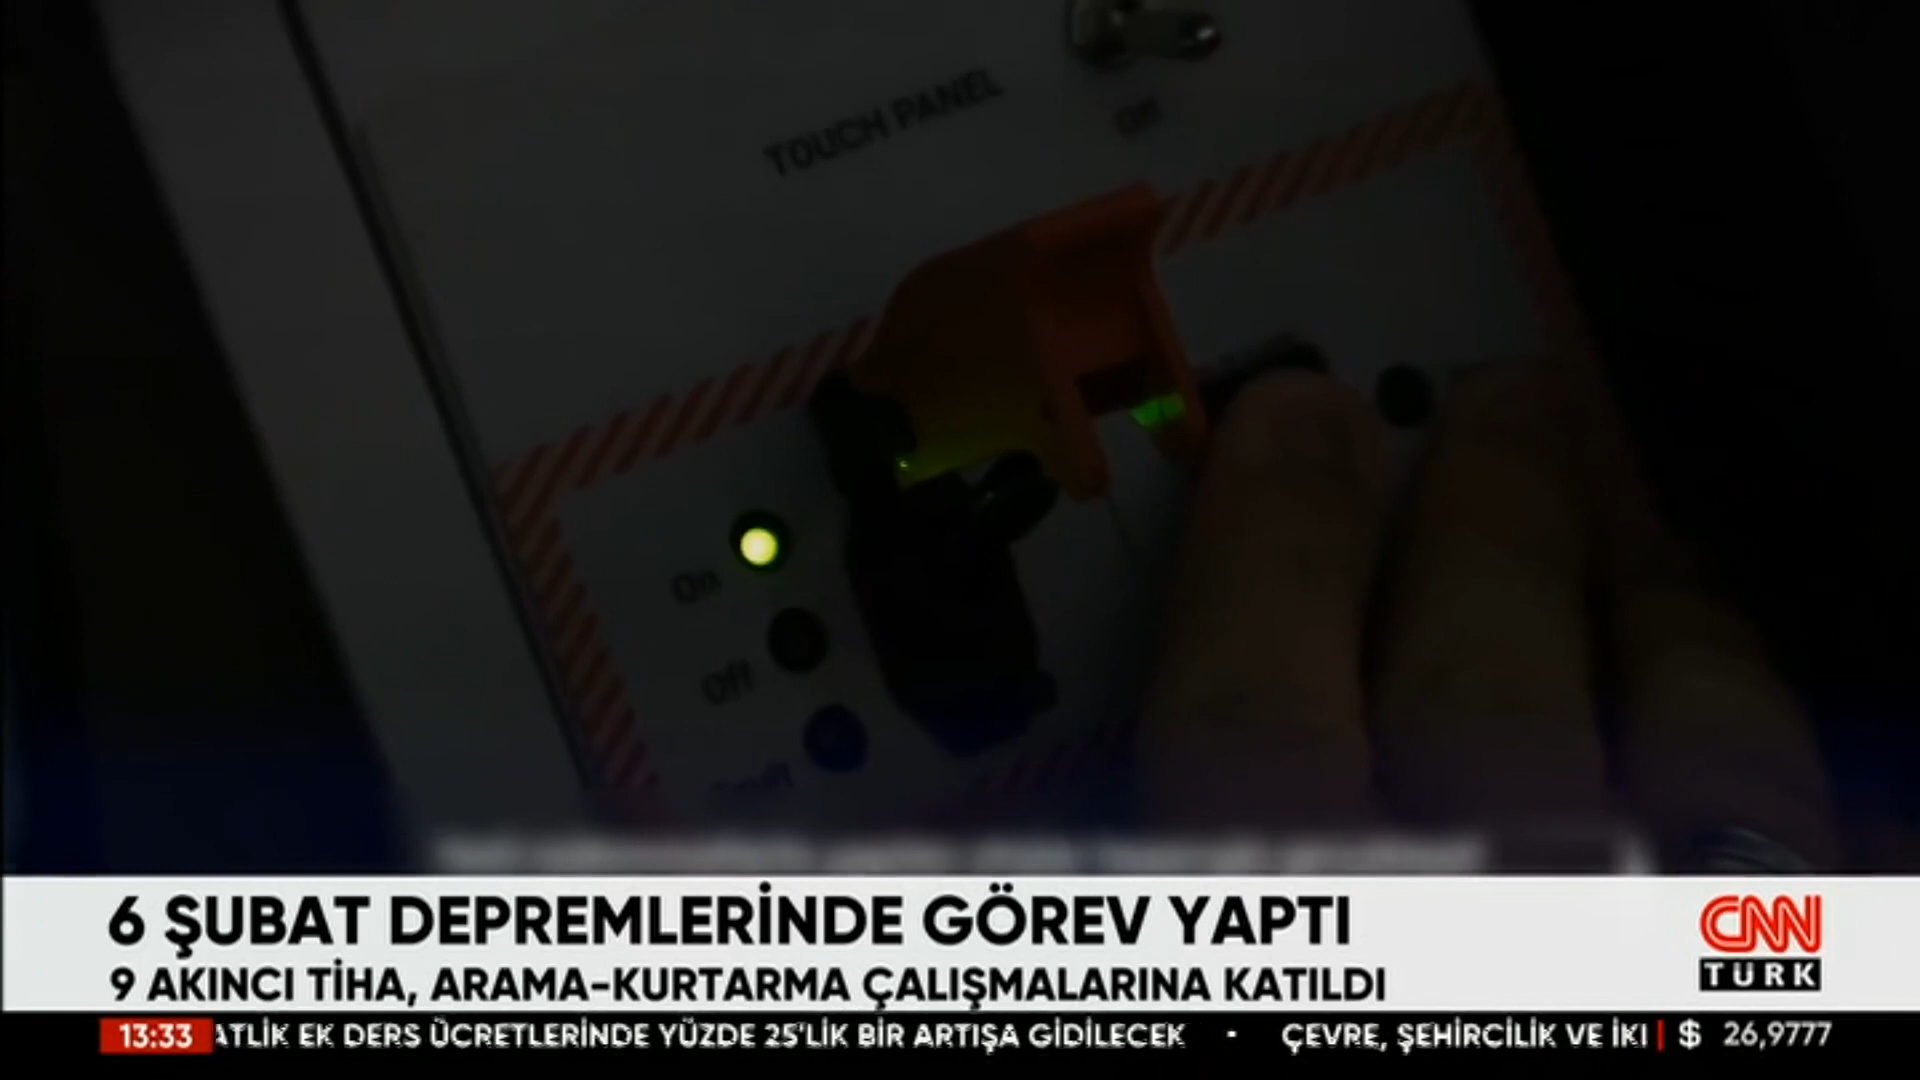 TOUCH PANEL
Off
On
Off
6 ŞUBAT DEPREMLERİNDE GÖREV YAPTI
9 AKINCI TİHA, ARAMA-KURTARMA ÇALIŞMALARINA KATILDI
CNN
TÜRK
13:33 ATLİK EK DERS ÜCRETLERİNDE YÜZDE 25'LİK BİR ARTIŞA GİDİLECEK - ÇEVRE, ŞEHİRCİLİK VE İKI $ 26,9777